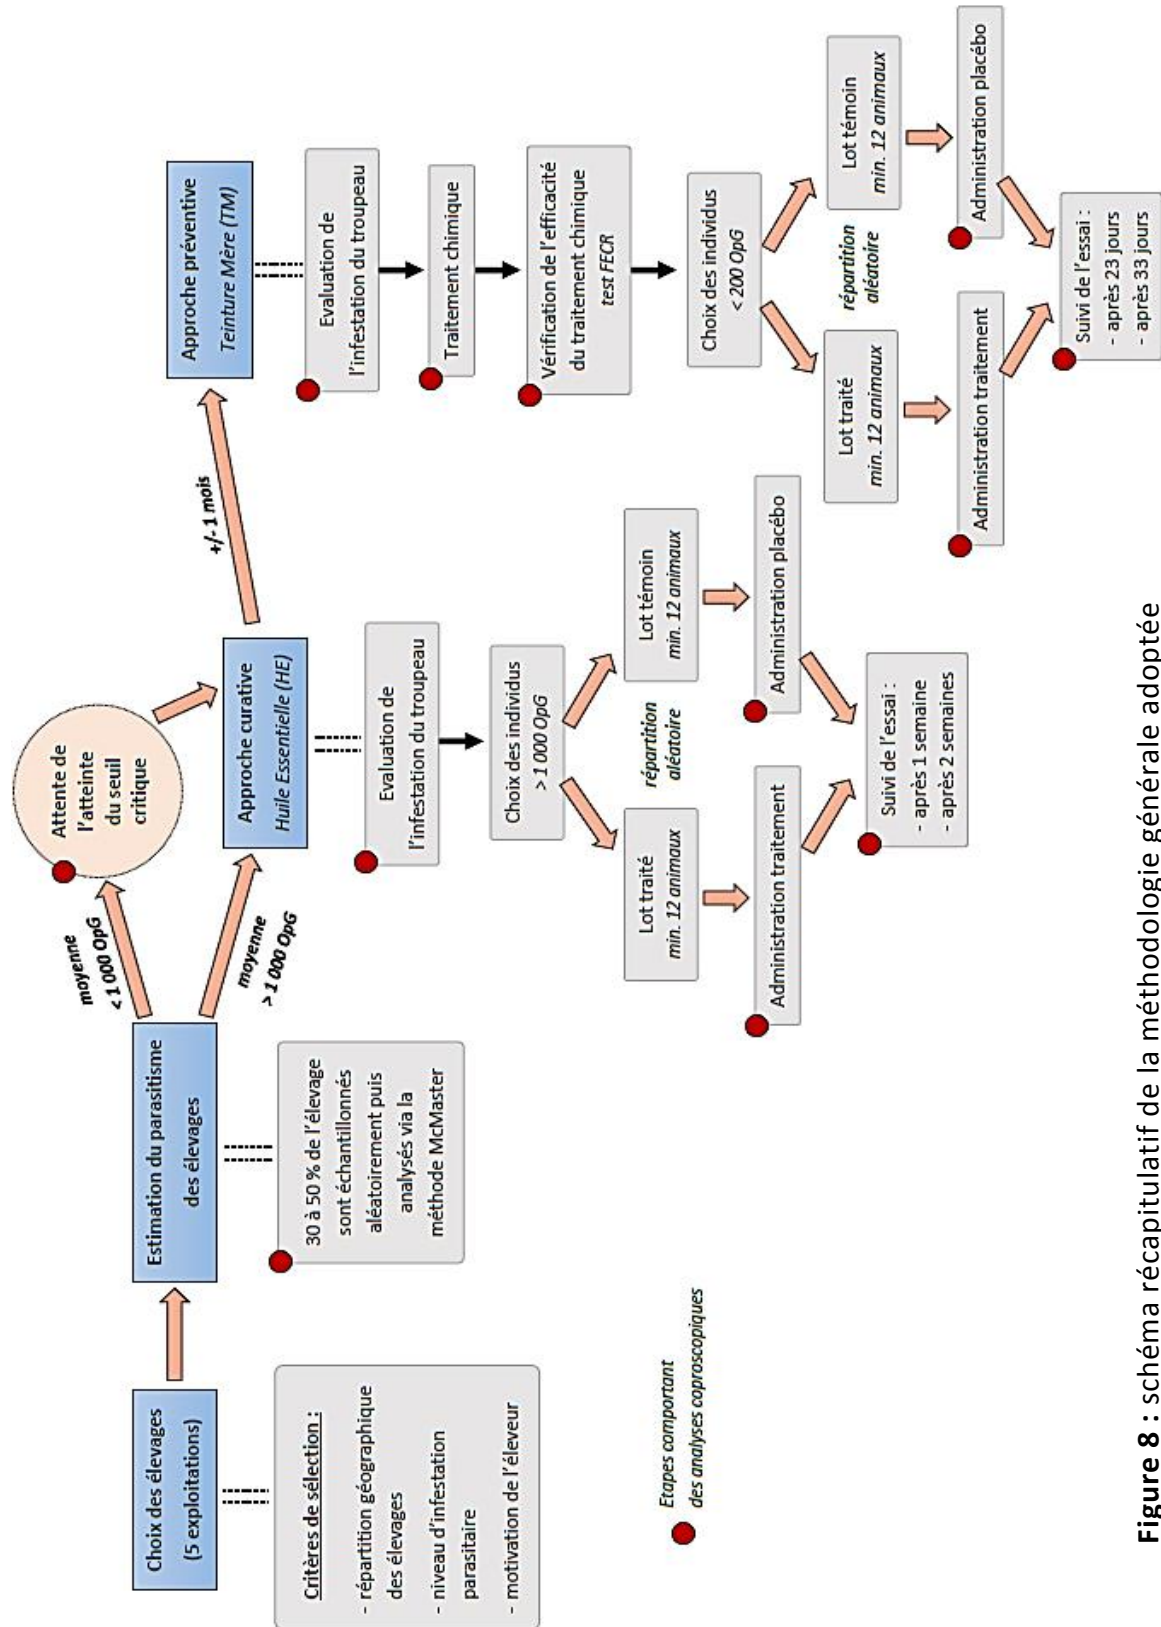 Choix des élevages
(5 exploitations)
Critères de sélection :
- répartition géographique
des élevages
- niveau d'infestation
parasitaire
- motivation de l'éleveur
Estimation du parasitisme
des élevages
30 à 50 % de l'élevage
sont échantillonnés
aléatoirement puis
analysés via la
méthode McMaster
moyenne
< 1 000 OpG
moyenne
> 1 000 OpG
Attente de
l'atteinte
du seuil
critique
Approche curative
Huile Essentielle (HE)
Evaluation de
l'infestation du troupeau
Choix des individus
> 1 000 OpG
répartition
aléatoire
Lot traité
min. 12 animaux
Lot témoin
min. 12 animaux
Administration traitement
Administration placébo
Suivi de l'essai :
- après 1 semaine
- après 2 semaines
+/- 1 mois
Approche préventive
Teinture Mère (TM)
Evaluation de
l'infestation du troupeau
Traitement chimique
Vérification de l'efficacité
du traitement chimique
test FECR
Choix des individus
< 200 OpG
répartition
aléatoire
Lot traité
min. 12 animaux
Lot témoin
min. 12 animaux
Administration traitement
Administration placébo
Suivi de l'essai :
- après 23 jours
- après 33 jours
Etapes comportant
des analyses coproscopiques
Figure 8 : schéma récapitulatif de la méthodologie générale adoptée